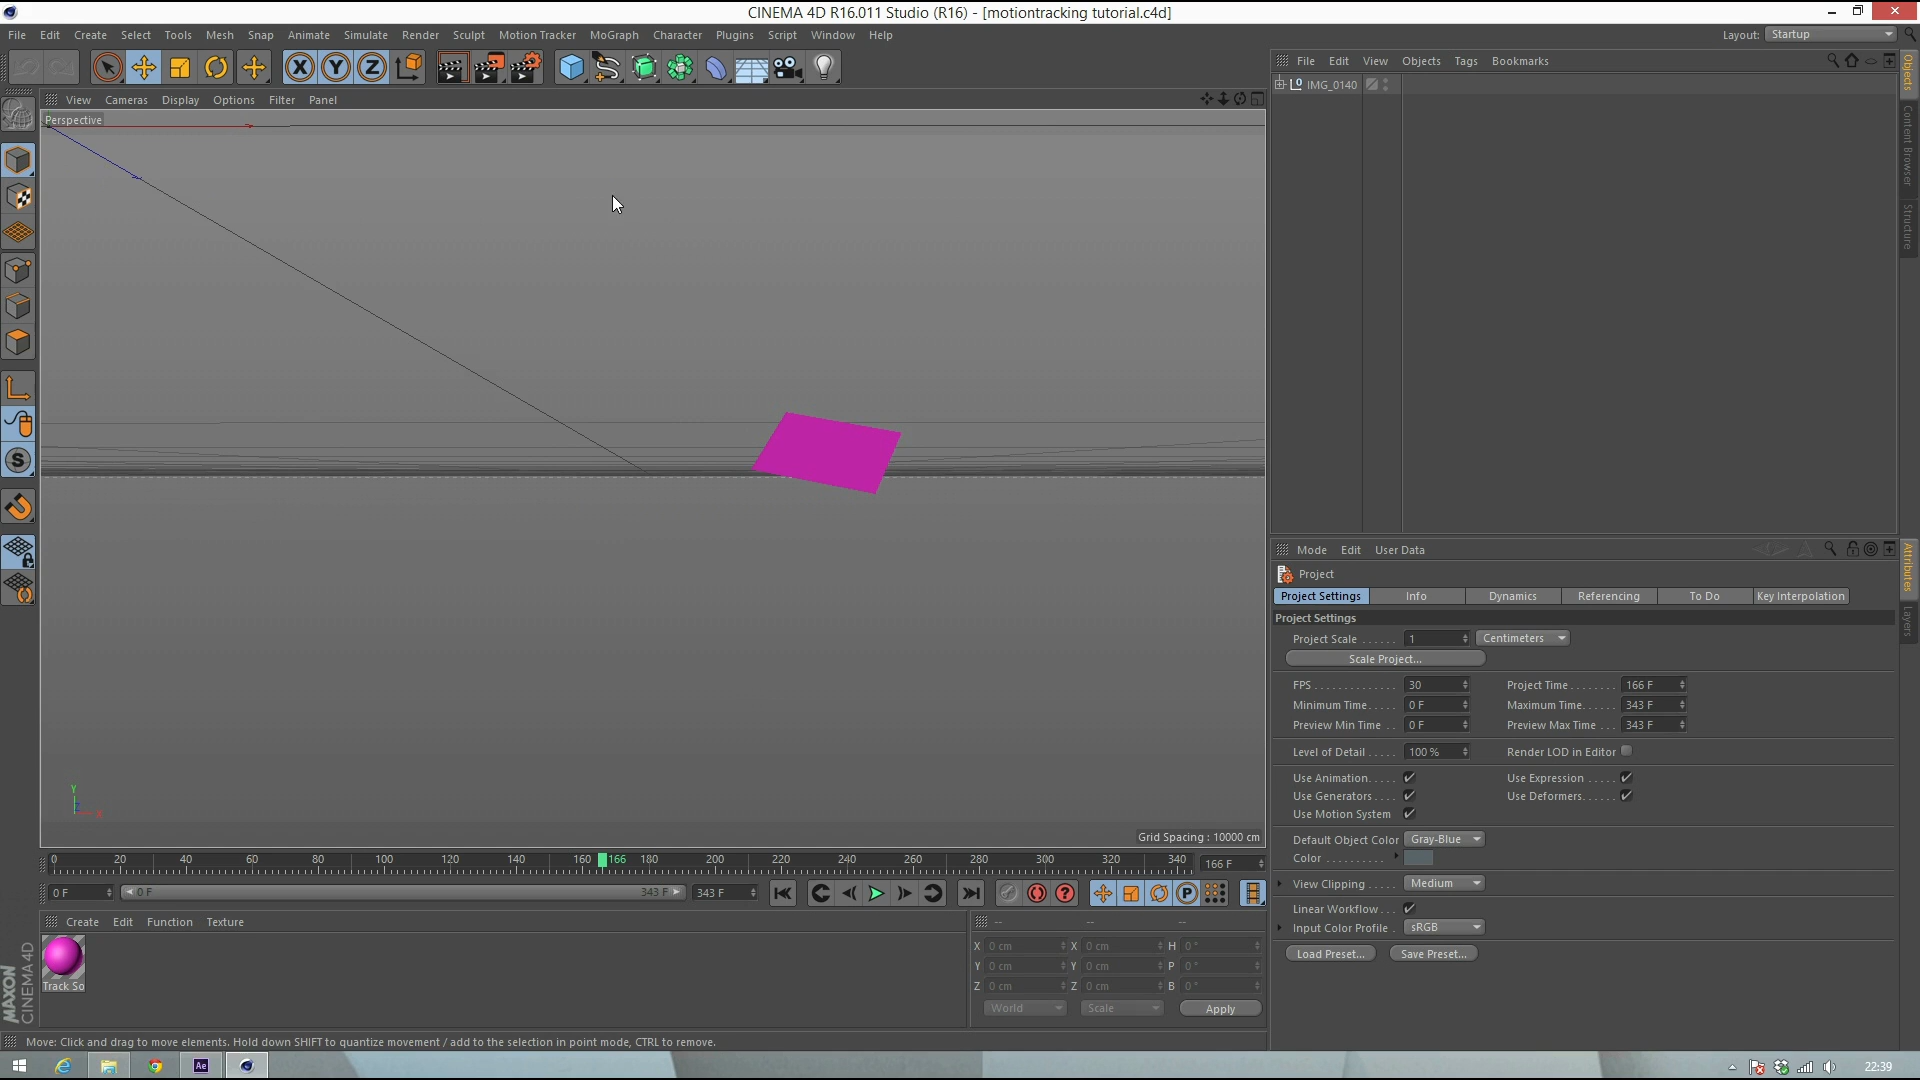 CINEMA 4D R16.011 Studio (R16) - [motiontracking tutorial.c4d]
File Edit Create Select Tools Mesh Snap Animate Simulate Render Sculpt Motion Tracker MoGraph Character Plugins Script Window Help
Layout: Startup
File Edit View Objects Tags Bookmarks
IMG_0140
View Cameras Display Options Filter Panel
Perspective
X Y Z
S
Y
X
Grid Spacing : 10000 cm
Objects
Content Browser
Structure
Mode Edit User Data
Project
Project Settings Info Dynamics Referencing To Do Key Interpolation
Project Settings
Project Scale ...... 1 Centimeters
Scale Project...
FPS .............. 30 Project Time........ 166 F
Minimum Time..... 0 F Maximum Time...... 343 F
Preview Min Time .. 0 F Preview Max Time ... 343 F
Level of Detail ..... 100 % Render LOD in Editor
Use Animation..... Use Expression .....
Use Generators .... Use Deformers......
Use Motion System
Default Object Color Gray-Blue
Color ..........
View Clipping ..... Medium
Linear Workflow...
Input Color Profile . sRGB
Load Preset... Save Preset...
Attributes
Layers
0 20 40 60 80 100 120 140 160 166 180 200 220 240 260 280 300 320 340 166 F
0 F 0 F 343 F 343 F
P
Create Edit Function Texture
Track So
-- -- --
X 0 cm X 0 cm H 0 °
Y 0 cm Y 0 cm P 0 °
Z 0 cm Z 0 cm B 0 °
World Scale Apply
MAXON
CINEMA 4D
Move: Click and drag to move elements. Hold down SHIFT to quantize movement / add to the selection in point mode, CTRL to remove.
Ae
22:39